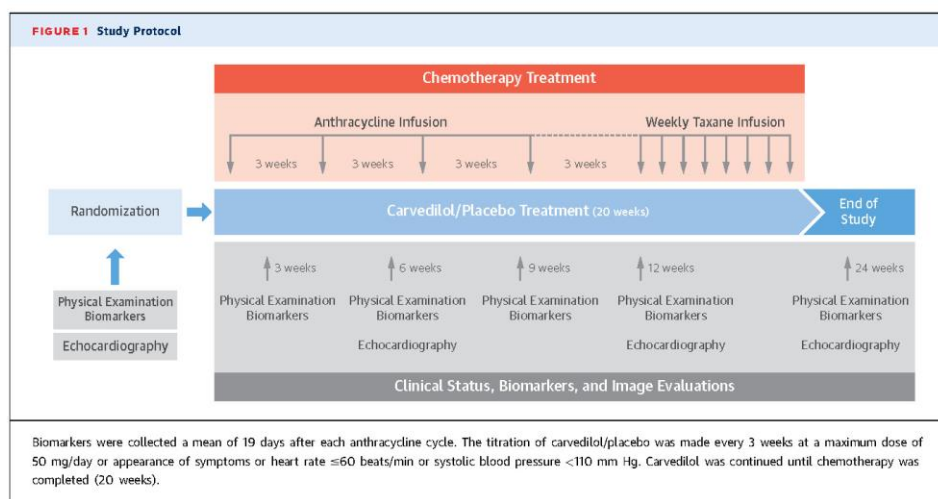 FIGURE 1 Study Protocol
Chemotherapy Treatment
Anthracycline Infusion
Weekly Taxane Infusion
3 weeks 3 weeks 3 weeks 3 weeks
Randomization
Carvedilol/Placebo Treatment (20 weeks)
End of
Study
Physical Examination
Biomarkers
Echocardiography
3 weeks
Physical Examination
Biomarkers
6 weeks
Physical Examination
Biomarkers
Echocardiography
9 weeks
Physical Examination
Biomarkers
12 weeks
Physical Examination
Biomarkers
Echocardiography
24 weeks
Physical Examination
Biomarkers
Echocardiography
Clinical Status, Biomarkers, and Image Evaluations
Biomarkers were collected a mean of 19 days after each anthracycline cycle. The titration of carvedilol/placebo was made every 3 weeks at a maximum dose of
50 mg/day or appearance of symptoms or heart rate ≤60 beats/min or systolic blood pressure <110 mm Hg. Carvedilol was continued until chemotherapy was
completed (20 weeks).